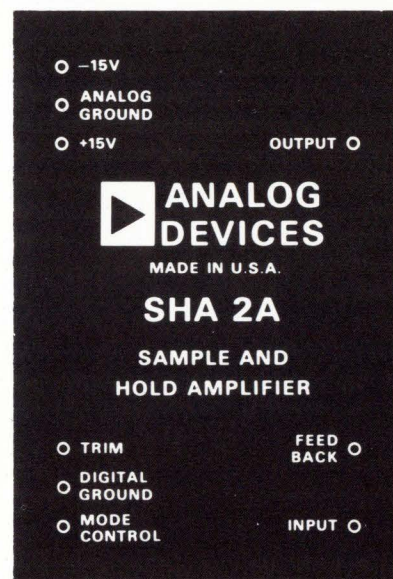 –15V
ANALOG
GROUND
+15V
OUTPUT
ANALOG
DEVICES
MADE IN U.S.A.
SHA 2A
SAMPLE AND
HOLD AMPLIFIER
TRIM
FEED
BACK
DIGITAL
GROUND
MODE
CONTROL
INPUT